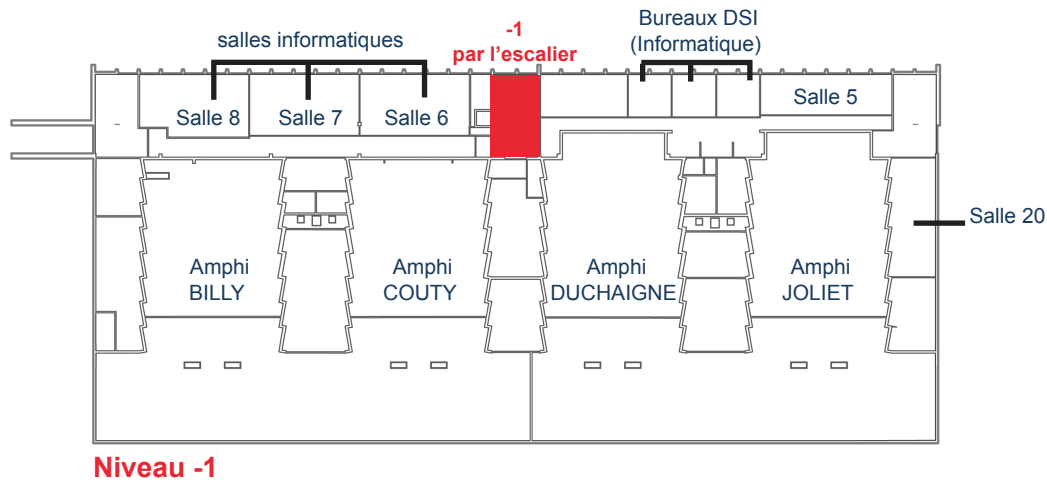 salles informatiques
-1
par l’escalier
Bureaux DSI
(Informatique)
Salle 8
Salle 7
Salle 6
Salle 5
Salle 20
Amphi
BILLY
Amphi
COUTY
Amphi
DUCHAIGNE
Amphi
JOLIET
Niveau -1